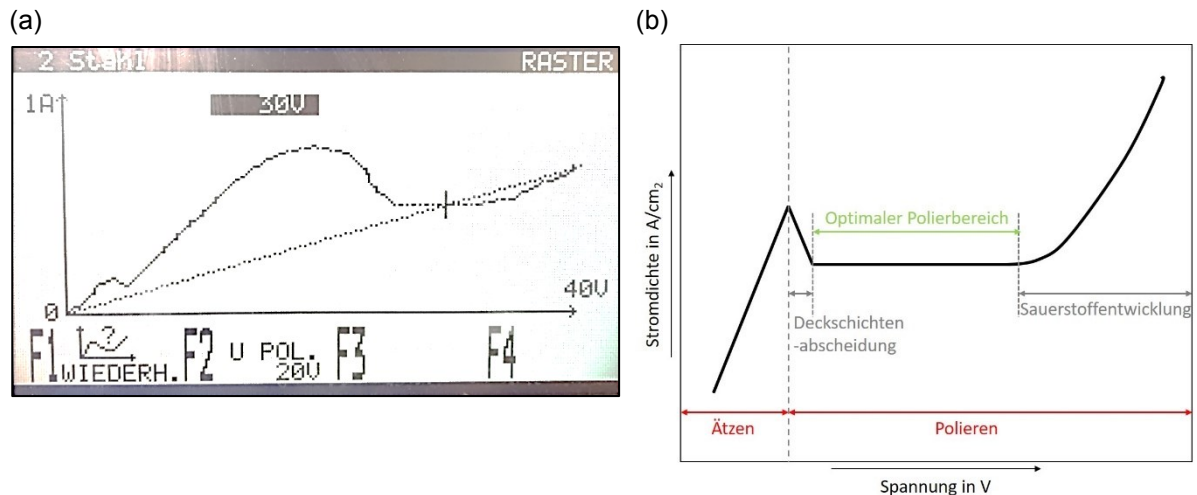 (a)
2 Stahl
RASTER
1A
30V
40V
0
F1
?
WIEDERH.
F2
U POL.
20V
F3
F4
(b)
Stromdichte in A/cm₂
Optimaler Polierbereich
Deckschichten
-abscheidung
Sauerstoffentwicklung
Ätzen
Polieren
Spannung in V